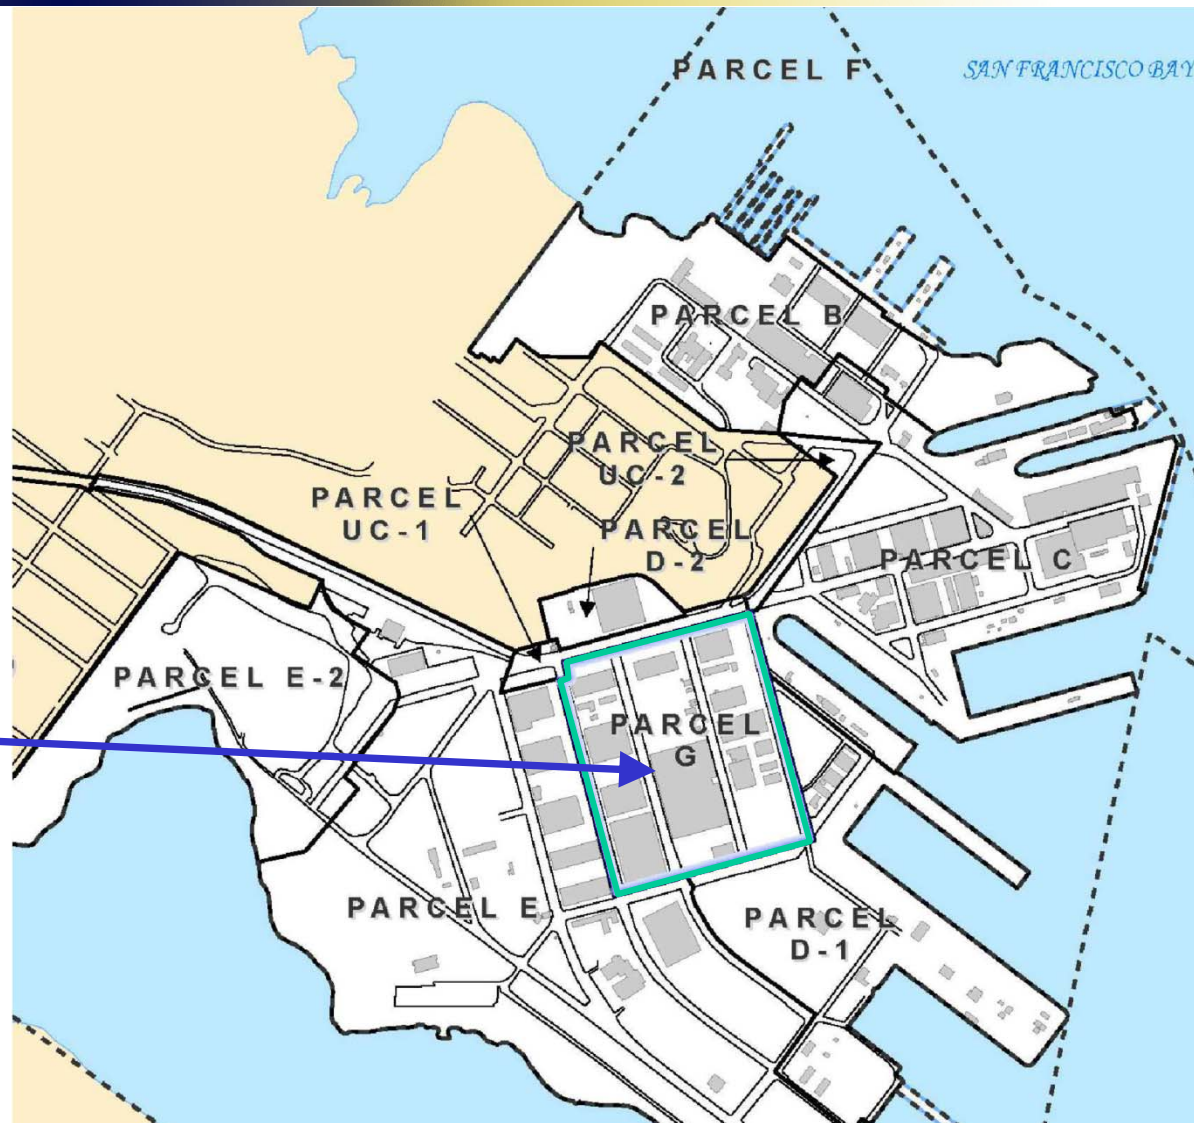 PARCEL F
SAN FRANCISCO BAY
PARCEL B
PARCEL
UC-2
PARCEL
UC-1
PARCEL
D-2
PARCEL C
PARCEL E-2
PARCEL
G
PARCEL E
PARCEL
D-1